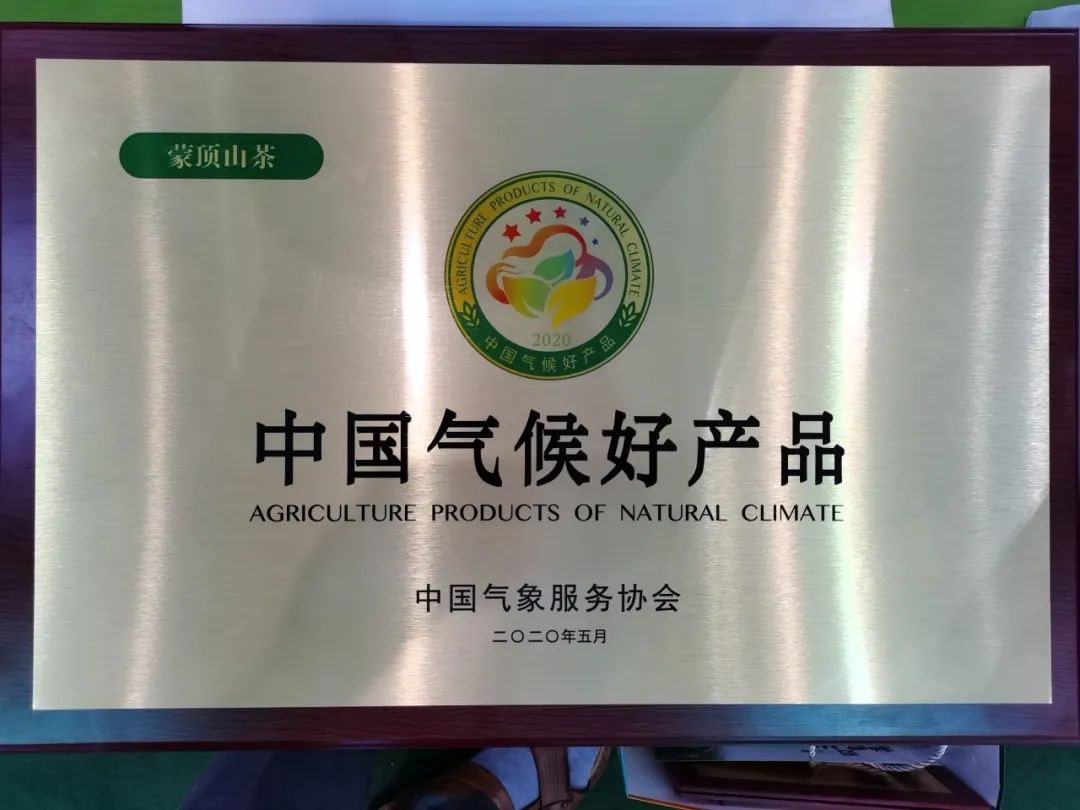 蒙顶山茶
AGRICULTURE PRODUCTS OF NATURAL CLIMATE
2020
中国气候好产品
中国气候好产品
AGRICULTURE PRODUCTS OF NATURAL CLIMATE
中国气象服务协会
二〇二〇年五月